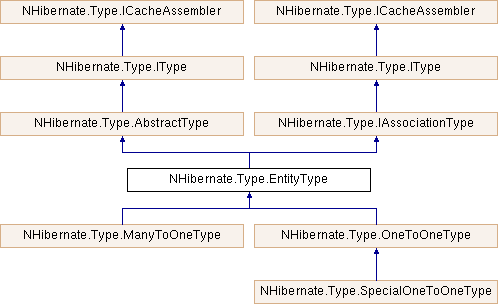 NHibernate.Type.ICacheAssembler
NHibernate.Type.ICacheAssembler
NHibernate.Type.IType
NHibernate.Type.IType
NHibernate.Type.AbstractType
NHibernate.Type.IAssociationType
NHibernate.Type.EntityType
NHibernate.Type.ManyToOneType
NHibernate.Type.OneToOneType
NHibernate.Type.SpecialOneToOneType